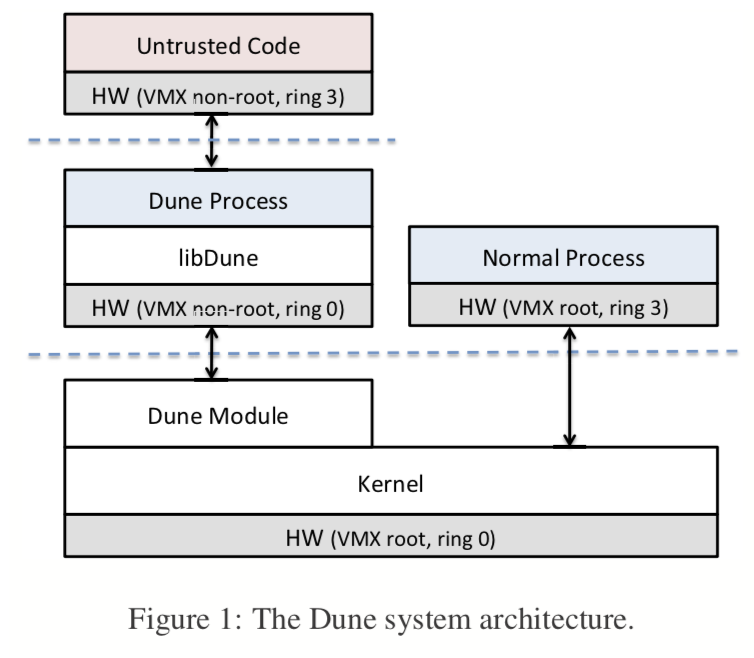 Untrusted Code
HW (VMX non-root, ring 3)
Dune Process
libDune
HW (VMX non-root, ring 0)
Normal Process
HW (VMX root, ring 3)
Dune Module
Kernel
HW (VMX root, ring 0)
Figure 1: The Dune system architecture.